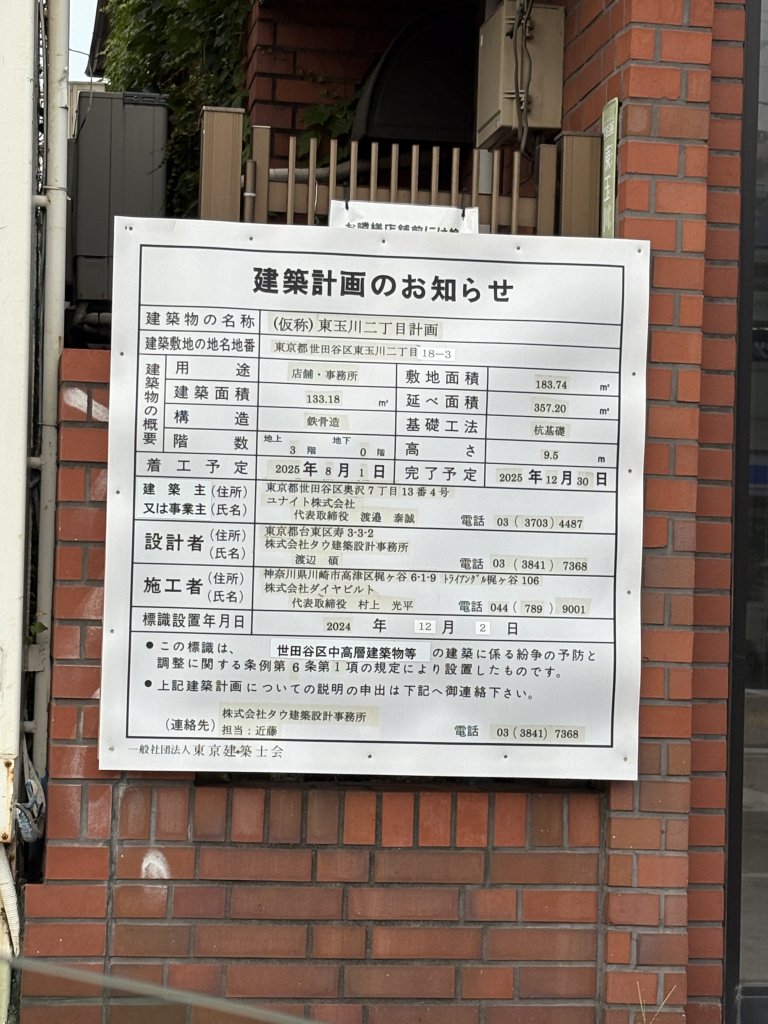 お隣様店舗前には
建築計画のお知らせ
建築物の名称 (仮称)東玉川二丁目計画
建築敷地の地名地番 東京都世田谷区東玉川二丁目18-3
建築物の概要
用途 店舗・事務所 敷地面積 183.74 ㎡
建築面積 133.18 ㎡ 延べ面積 357.20 ㎡
構造 鉄骨造 基礎工法 杭基礎
階数 地上 3 階 地下 0 階 高さ 9.5 m
着工予定 2025年8月1日 完了予定 2025年12月30日
建築主(住所) 東京都世田谷区奥沢7丁目13番4号
又は事業主(氏名) ユナイト株式会社
代表取締役 渡邉 泰誠 電話 03(3703)4487
設計者(住所) 東京都台東区寿3-3-2
(氏名) 株式会社タウ建築設計事務所
渡辺 碩 電話 03(3841)7368
施工者(住所) 神奈川県川崎市高津区梶ヶ谷6-1-9 トライアングル梶ヶ谷106
(氏名) 株式会社ダイヤビルト
代表取締役 村上 光平 電話 044(789)9001
標識設置年月日 2024 年 12 月 2 日
●この標識は、世田谷区中高層建築物等の建築に係る紛争の予防と
調整に関する条例第6条第1項の規定により設置したものです。
●上記建築計画についての説明の申出は下記へ御連絡下さい。
(連絡先) 株式会社タウ建築設計事務所
担当:近藤 電話 03(3841)7368
一般社団法人 東京建築士会